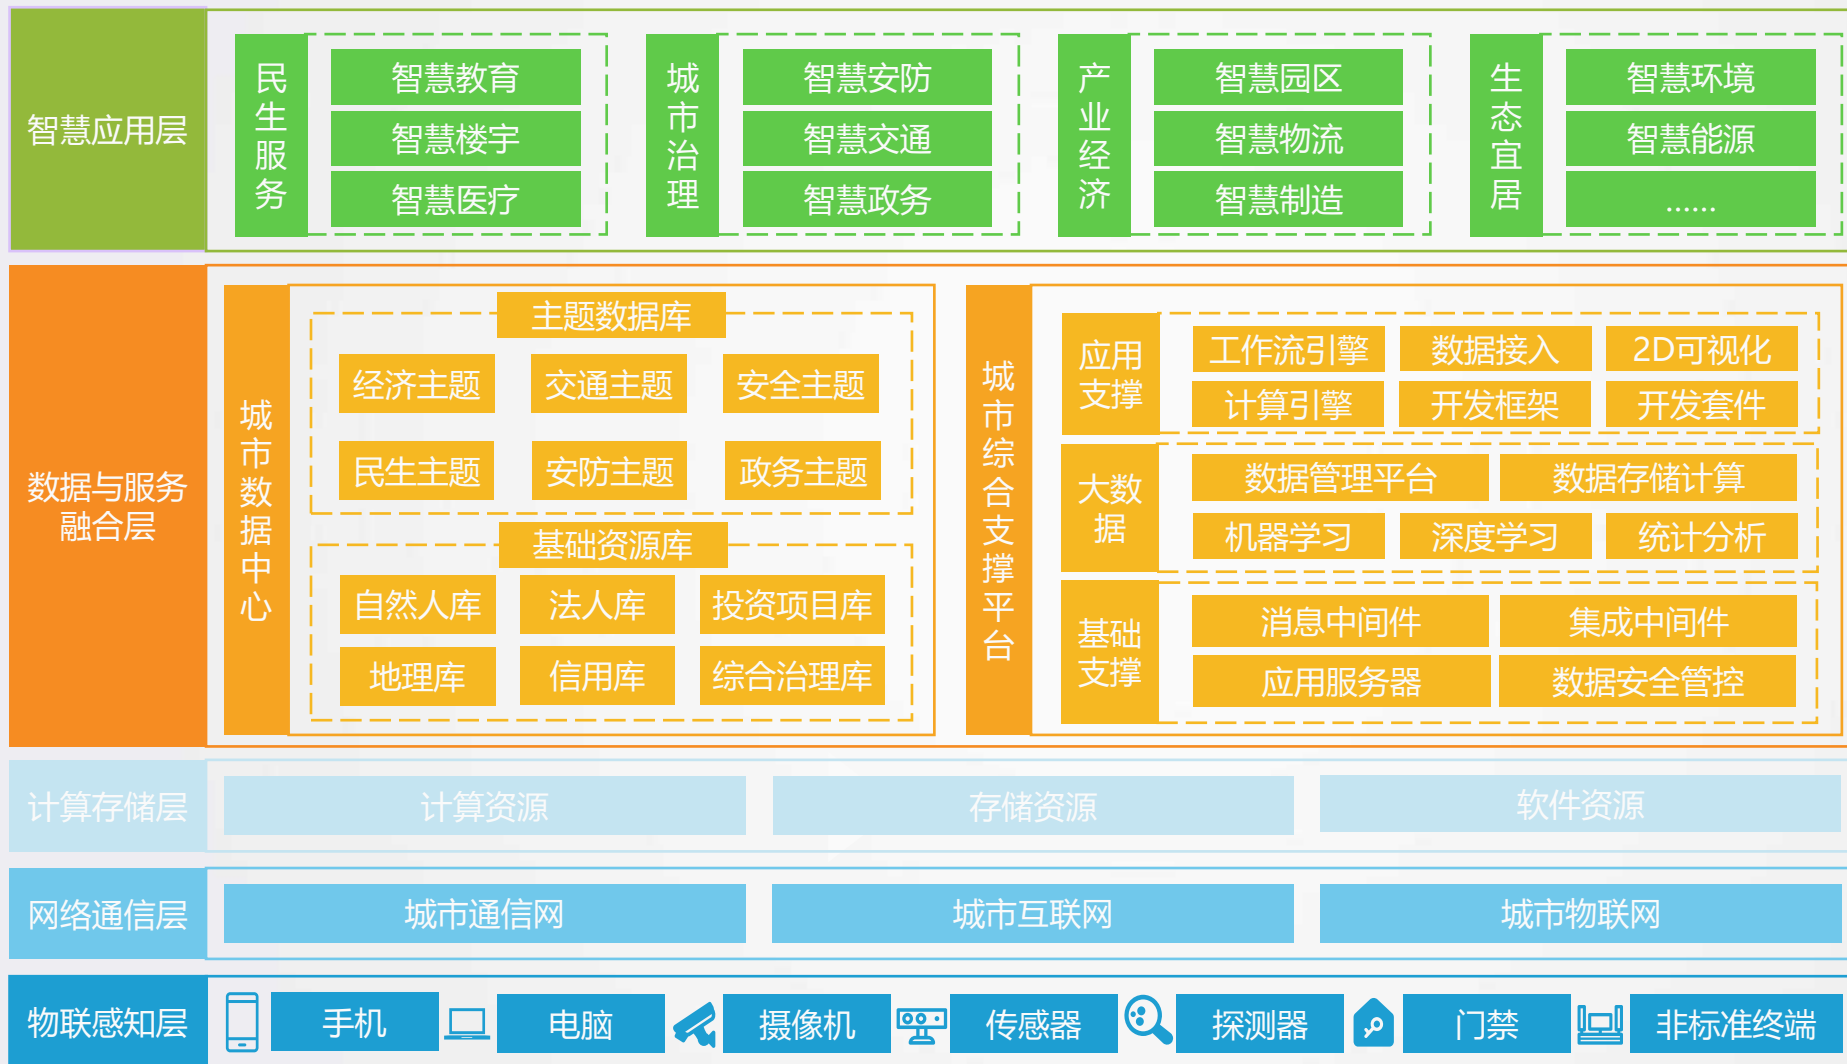 智慧应用层
民生服务
智慧教育
智慧楼宇
智慧医疗
城市治理
智慧安防
智慧交通
智慧政务
产业经济
智慧园区
智慧物流
智慧制造
生态宜居
智慧环境
智慧能源
......
数据与服务
融合层
城市数据中心
主题数据库
经济主题
交通主题
安全主题
民生主题
安防主题
政务主题
基础资源库
自然人库
法人库
投资项目库
地理库
信用库
综合治理库
城市综合支撑平台
应用
支撑
工作流引擎
数据接入
2D可视化
计算引擎
开发框架
开发套件
大数
据
数据管理平台
数据存储计算
机器学习
深度学习
统计分析
基础
支撑
消息中间件
集成中间件
应用服务器
数据安全管控
计算存储层
计算资源
存储资源
软件资源
网络通信层
城市通信网
城市互联网
城市物联网
物联感知层
手机
电脑
摄像机
传感器
探测器
门禁
非标准终端